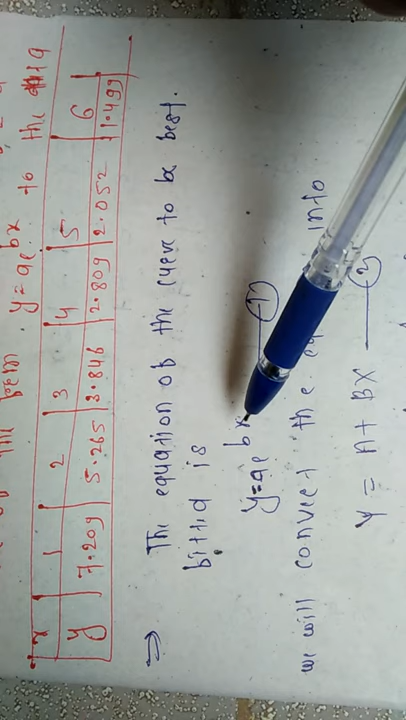 of the form y=ae^bx to the
x | 1 | 2 | 3 | 4 | 5 | 6
y | 7.209 | 5.265 | 3.846 | 2.809 | 2.052 | 1.499
⇒ The equation of the curve to be best
fitted is
y=ae^bx —①
we will convert the into
Y = A + BX —②